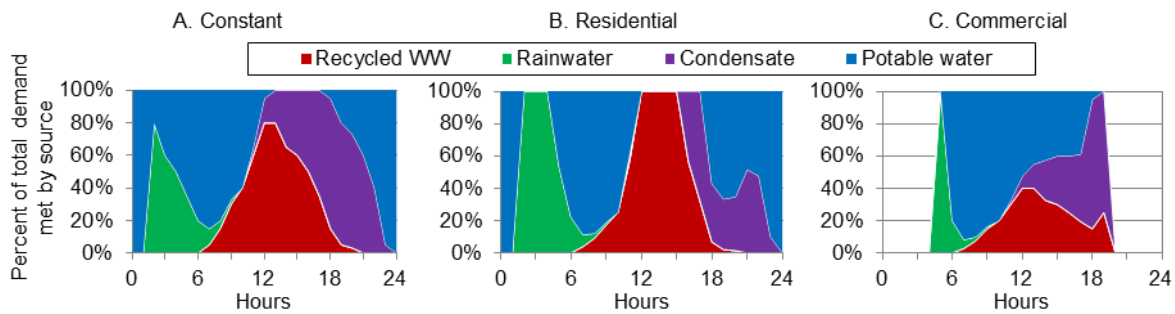 A. Constant B. Residential C. Commercial
Recycled WW Rainwater Condensate Potable water
Percent of total demand
met by source
100% 100% 100%
80% 80% 80%
60% 60% 60%
40% 40% 40%
20% 20% 20%
0% 0% 0%
0 6 12 18 24 0 6 12 18 24 0 6 12 18 24
Hours Hours Hours